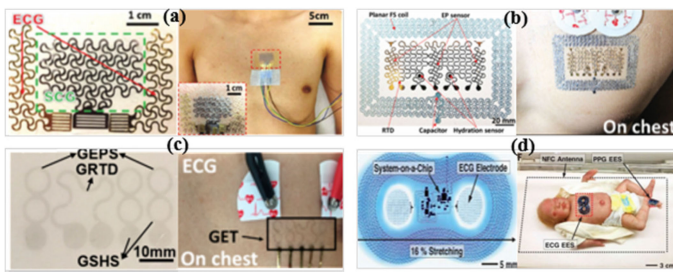 ECG
SCG
1 cm
(a)
5cm
1 cm
Planar FS coil
EP sensor
RTD
Capacitor
Hydration sensor
20 mm
(b)
On chest
GEPS
GRTD
GSHS
10mm
(c)
ECG
GET
On chest
System-on-a-Chip
ECG Electrode
16 % Stretching
5 mm
(d)
NFC Antenna
PPG EES
ECG EES
3 cm